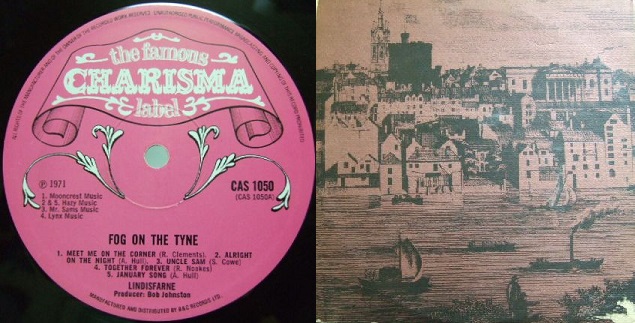 the famous
CHARISMA
label
℗ 1971
1. Mooncrest Music
2 & 5. Hazy Music
3. Mr. Sams Music
4. Lynx Music
CAS 1050
(CAS 1050A)
FOG ON THE TYNE
1. MEET ME ON THE CORNER (R. Clements). 2. ALRIGHT
ON THE NIGHT (A. Hull). 3. UNCLE SAM (S. Cowe)
4. TOGETHER FOREVER (R. Noakes)
5. JANUARY SONG (A. Hull)
LINDISFARNE
Producer: Bob Johnston
MANUFACTURED AND DISTRIBUTED BY B&C RECORDS LTD.